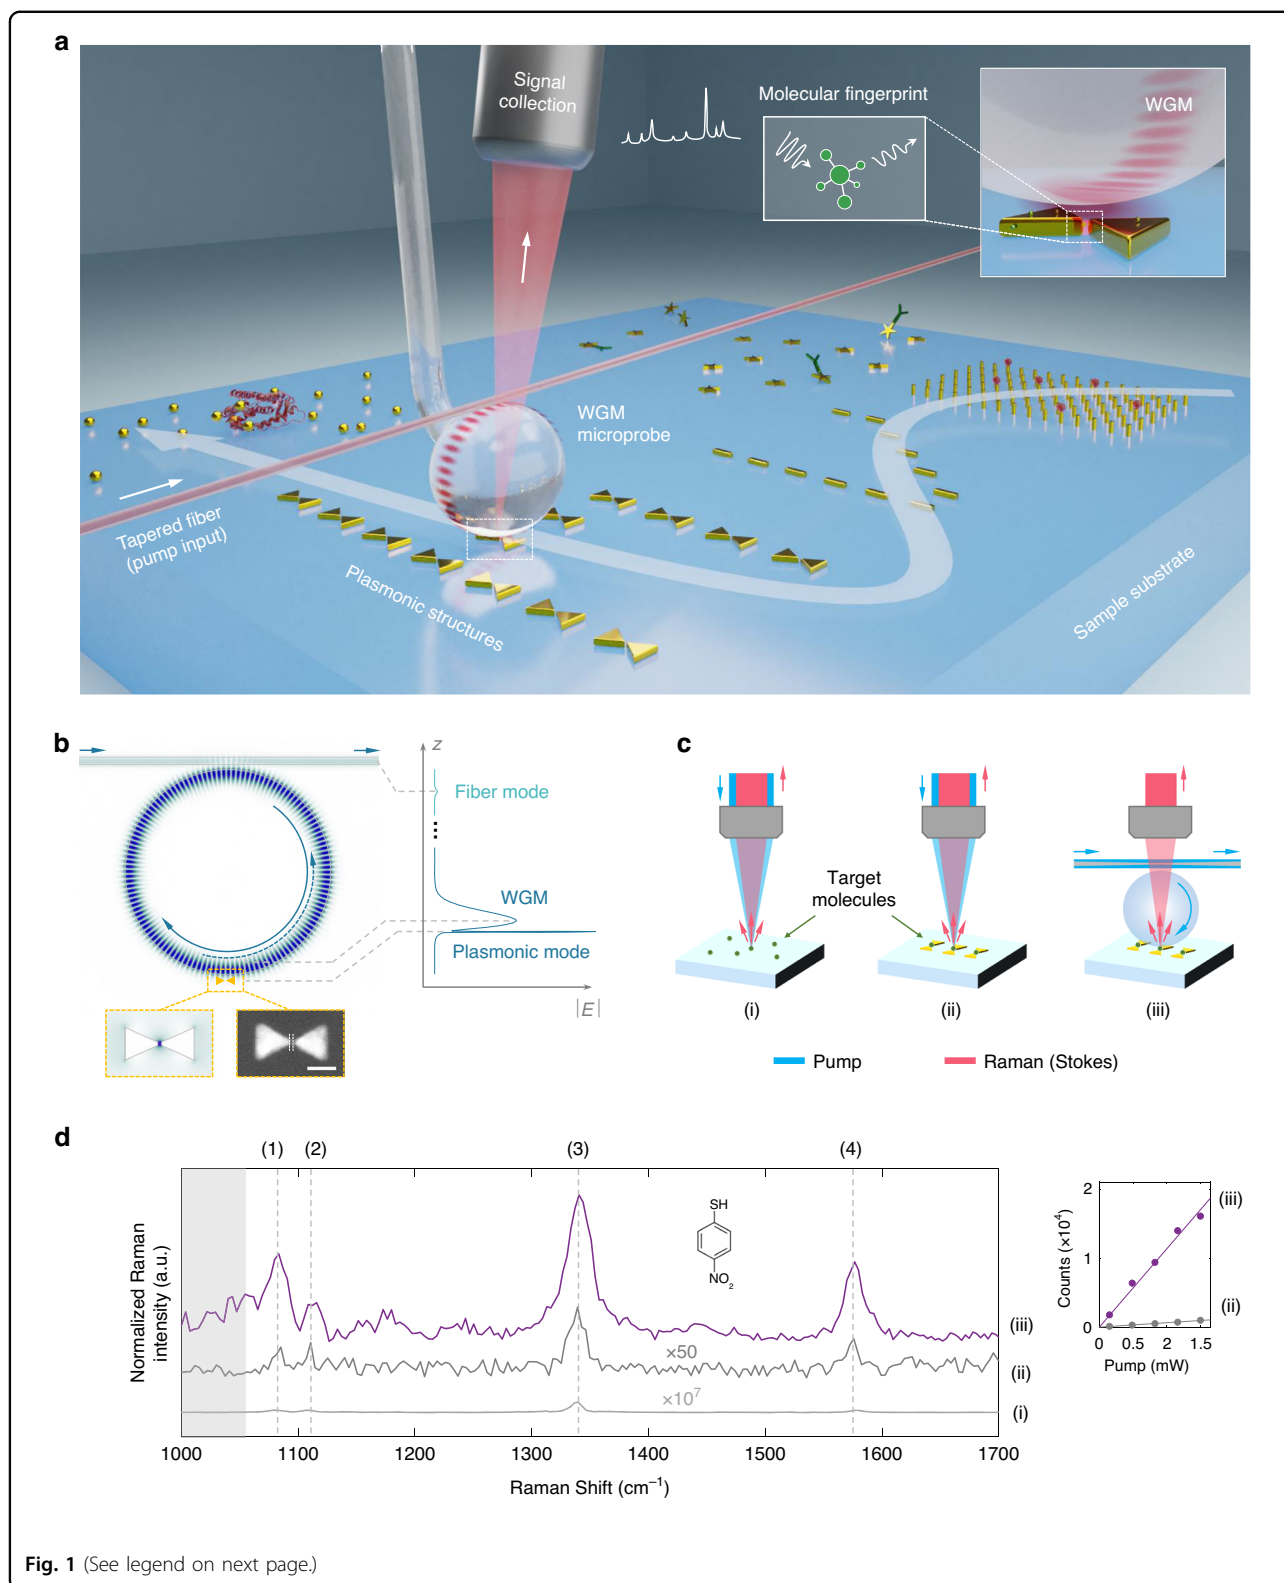 a
Signal
collection
Molecular fingerprint
WGM
WGM
microprobe
Tapered fiber
(pump input)
Plasmonic structures
Sample substrate
b
z
Fiber mode
...
WGM
Plasmonic mode
|E|
c
Target
molecules
(i)
(ii)
(iii)
Pump
Raman (Stokes)
d
(1)
(2)
(3)
(4)
Normalized Raman
intensity (a.u.)
SH
NO₂
×50
×10⁷
(iii)
(ii)
(i)
1000
1100
1200
1300
1400
1500
1600
1700
Raman Shift (cm⁻¹)
Counts (×10⁴)
2
1
0
(iii)
(ii)
0
0.5
2
1.5
Pump (mW)
Fig. 1 (See legend on next page.)